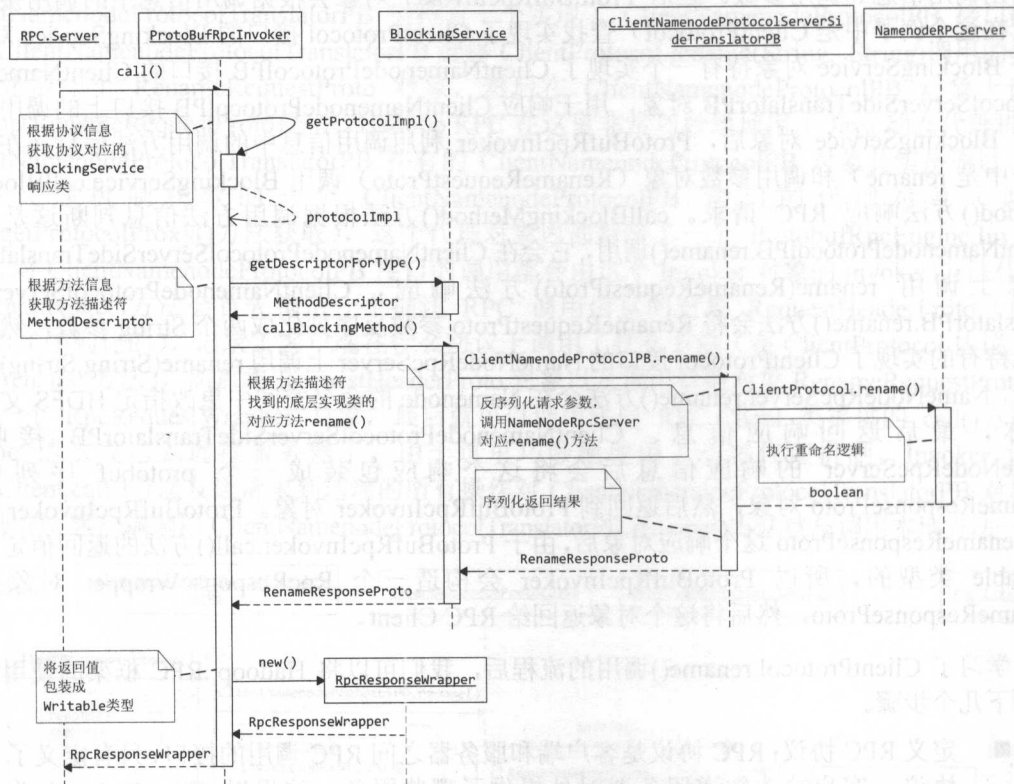 RPC.Server
ProtoBufRpcInvoker
BlockingService
ClientNamenodeProtocolServerSi
deTranslatorPB
NamenodeRPCServer
call()
getProtocolImpl()
根据协议信息
获取协议对应的
BlockingService
响应类
protocolImpl
getDescriptorForType()
根据方法信息
获取方法描述符
MethodDescriptor
MethodDescriptor
callBlockingMethod()
ClientNamenodeProtocolPB.rename()
根据方法描述符
找到的底层实现类的
对应方法rename()
反序列化请求参数.
调用NameNodeRpcServer
对应rename()方法
ClientProtocol.rename()
执行重命名逻辑
boolean
序列化返回结果
RenameResponseProto
RenameResponseProto
将返回值
包装成
Writable类型
new()
RpcResponseWrapper
RpcResponseWrapper
RpcResponseWrapper